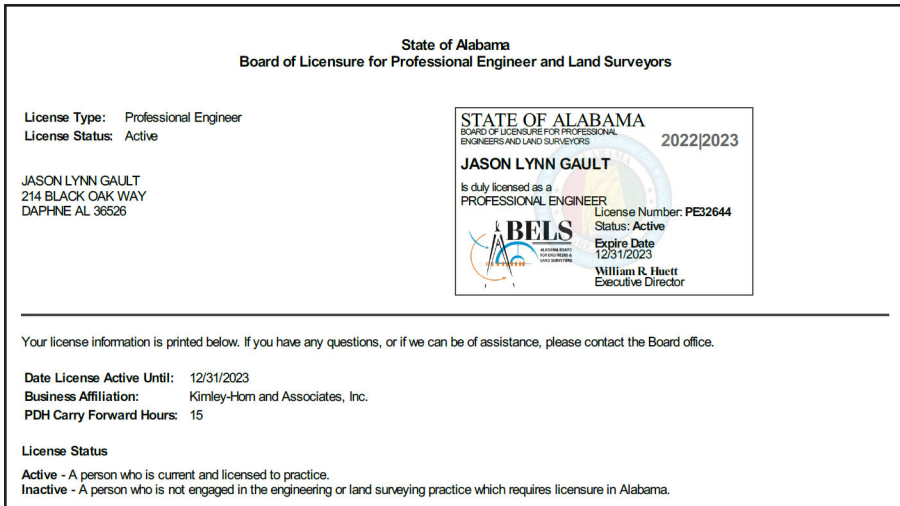 State of Alabama
Board of Licensure for Professional Engineer and Land Surveyors
License Type: Professional Engineer
License Status: Active
JASON LYNN GAULT
214 BLACK OAK WAY
DAPHNE AL 36526
STATE OF ALABAMA
BOARD OF LICENSURE FOR PROFESSIONAL
ENGINEERS AND LAND SURVEYORS
2022|2023
JASON LYNN GAULT
Is duly licensed as a
PROFESSIONAL ENGINEER
License Number: PE32644
Status: Active
Expire Date
12/31/2023
William R. Huett
Executive Director
ABELS
ALABAMA BOARD
FOR ENGINEERS &
LAND SURVEYORS
Your license information is printed below. If you have any questions, or if we can be of assistance, please contact the Board office.
Date License Active Until: 12/31/2023
Business Affiliation: Kimley-Horn and Associates, Inc.
PDH Carry Forward Hours: 15
License Status
Active - A person who is current and licensed to practice.
Inactive - A person who is not engaged in the engineering or land surveying practice which requires licensure in Alabama.